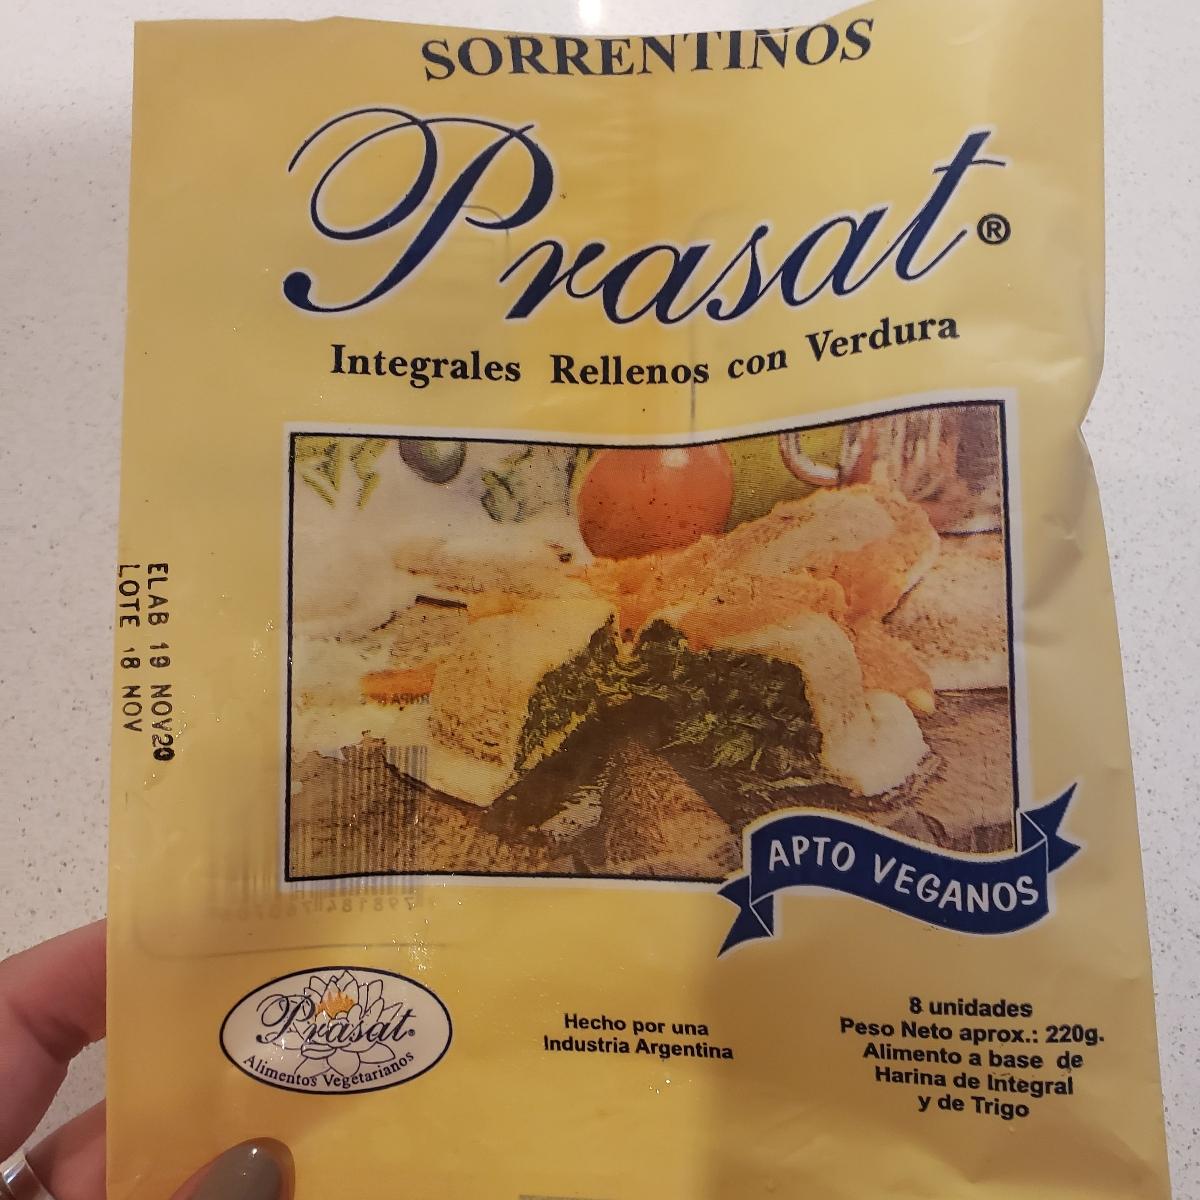 SORRENTINOS
Prasat®
Integrales Rellenos con Verdura
ELAB 19 NOV20
LOTE 18 NOV
APTO VEGANOS
Prasat
Alimentos Vegetarianos
Hecho por una
Industria Argentina
8 unidades
Peso Neto aprox.: 220g.
Alimento a base de
Harina de Integral
y de Trigo